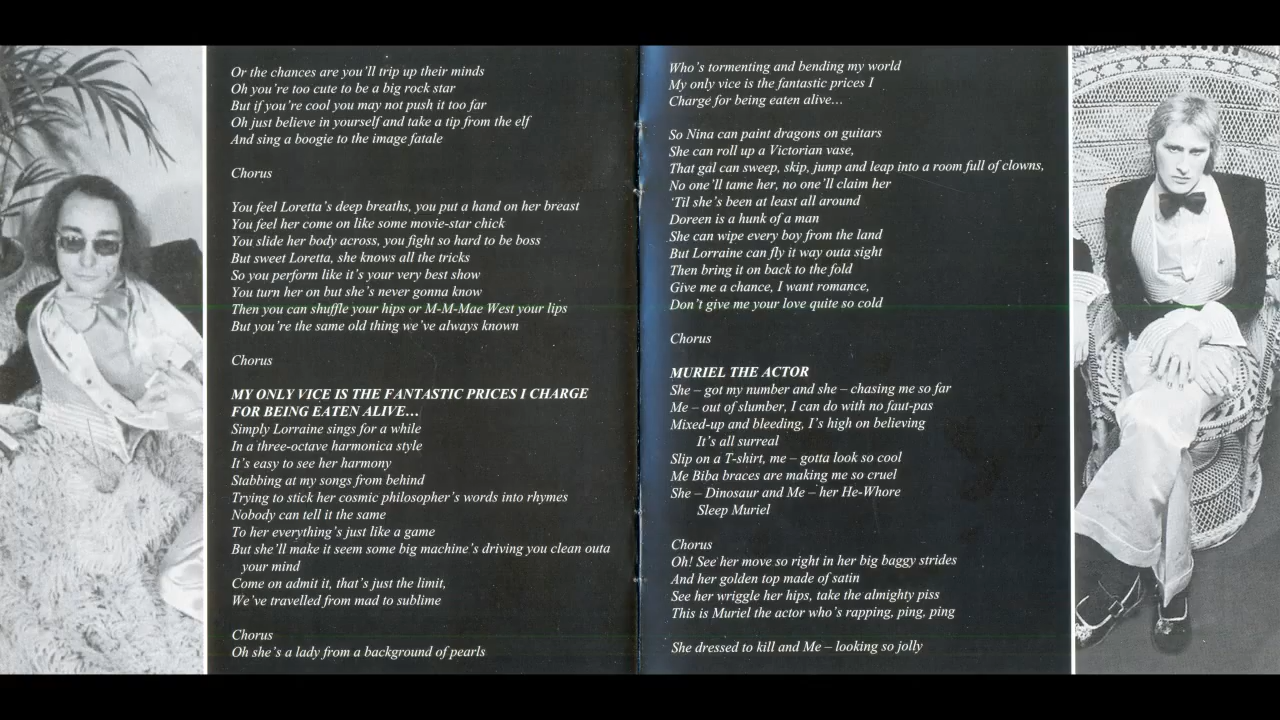 Or the chances are you'll trip up their minds
Oh you're too cute to be a big rock star
But if you're cool you may not push it too far
Oh just believe in yourself and take a tip from the elf
And sing a boogie to the image fatale
Chorus
You feel Loretta's deep breaths, you put a hand on her breast
You feel her come on like some movie-star chick
You slide her body across, you fight so hard to be boss
But sweet Loretta, she knows all the tricks
So you perform like it's your very best show
You turn her on but she's never gonna know
Then you can shuffle your hips or M-M-Mae West your lips
But you're the same old thing we've always known
Chorus
MY ONLY VICE IS THE FANTASTIC PRICES I CHARGE
FOR BEING EATEN ALIVE…
Simply Lorraine sings for a while
In a three-octave harmonica style
It's easy to see her harmony
Stabbing at my songs from behind
Trying to stick her cosmic philosopher's words into rhymes
Nobody can tell it the same
To her everything's just like a game
But she'll make it seem some big machine's driving you clean outa
your mind
Come on admit it, that's just the limit,
We've travelled from mad to sublime
Chorus
Oh she's a lady from a background of pearls
Who's tormenting and bending my world
My only vice is the fantastic prices I
Charge for being eaten alive…
So Nina can paint dragons on guitars
She can roll up a Victorian vase,
That gal can sweep, skip, jump and leap into a room full of clowns,
No one'll tame her, no one'll claim her
'Til she's been at least all around
Doreen is a hunk of a man
She can wipe every boy from the land
But Lorraine can fly it way outa sight
Then bring it on back to the fold
Give me a chance, I want romance,
Don't give me your love quite so cold
Chorus
MURIEL THE ACTOR
She – got my number and she – chasing me so far
Me – out of slumber, I can do with no faut-pas
Mixed-up and bleeding, I's high on believing
It's all surreal
Slip on a T-shirt, me – gotta look so cool
Me Biba braces are making me so cruel
She – Dinosaur and Me – her He-Whore
Sleep Muriel
Chorus
Oh! See her move so right in her big baggy strides
And her golden top made of satin
See her wriggle her hips, take the almighty piss
This is Muriel the actor who's rapping, ping, ping
She dressed to kill and Me – looking so jolly